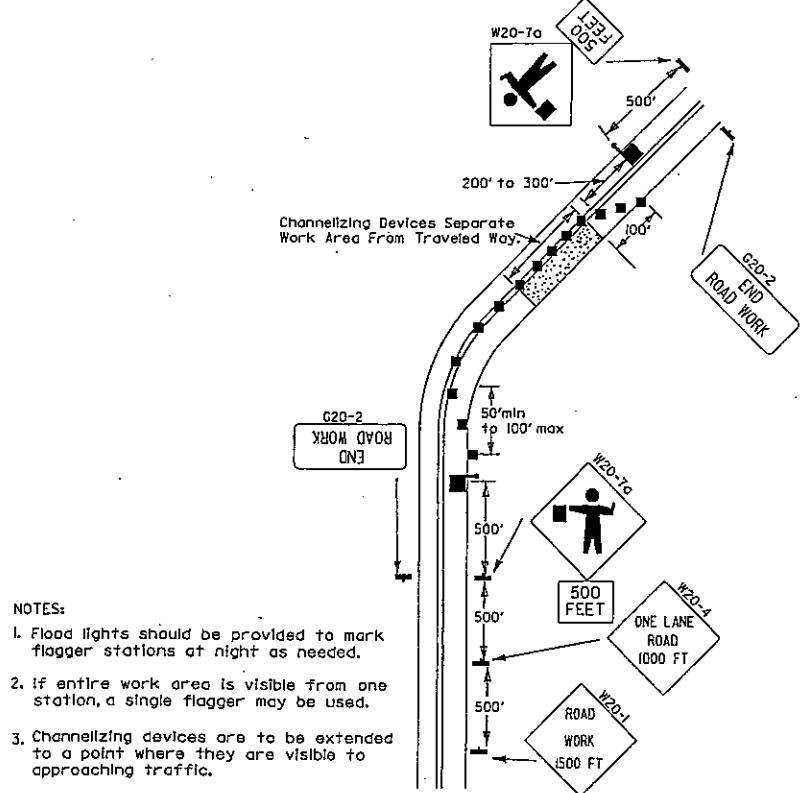 500
FEET
W20-7a
500'
200' to 300'
Channelizing Devices Separate
Work Area From Traveled Way.
100'
G20-2
END
ROAD WORK
50'min
to 100' max
G20-2
END
ROAD WORK
W20-7a
500'
500
FEET
500'
W20-4
ONE LANE
ROAD
1000 FT
500'
W20-1
ROAD
WORK
1500 FT
NOTES:
1. Flood lights should be provided to mark
flagger stations at night as needed.
2. If entire work area is visible from one
station, a single flagger may be used.
3. Channelizing devices are to be extended
to a point where they are visible to
approaching traffic.